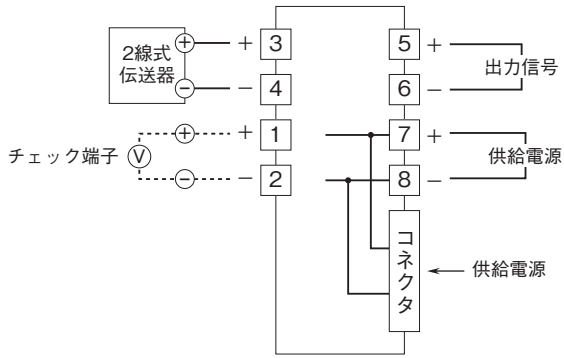 2線式
伝送器
+
−
+ 3
− 4
5 +
6 −
出力信号
チェック端子
V
+
−
+ 1
− 2
7 +
8 −
供給電源
コネクタ
供給電源